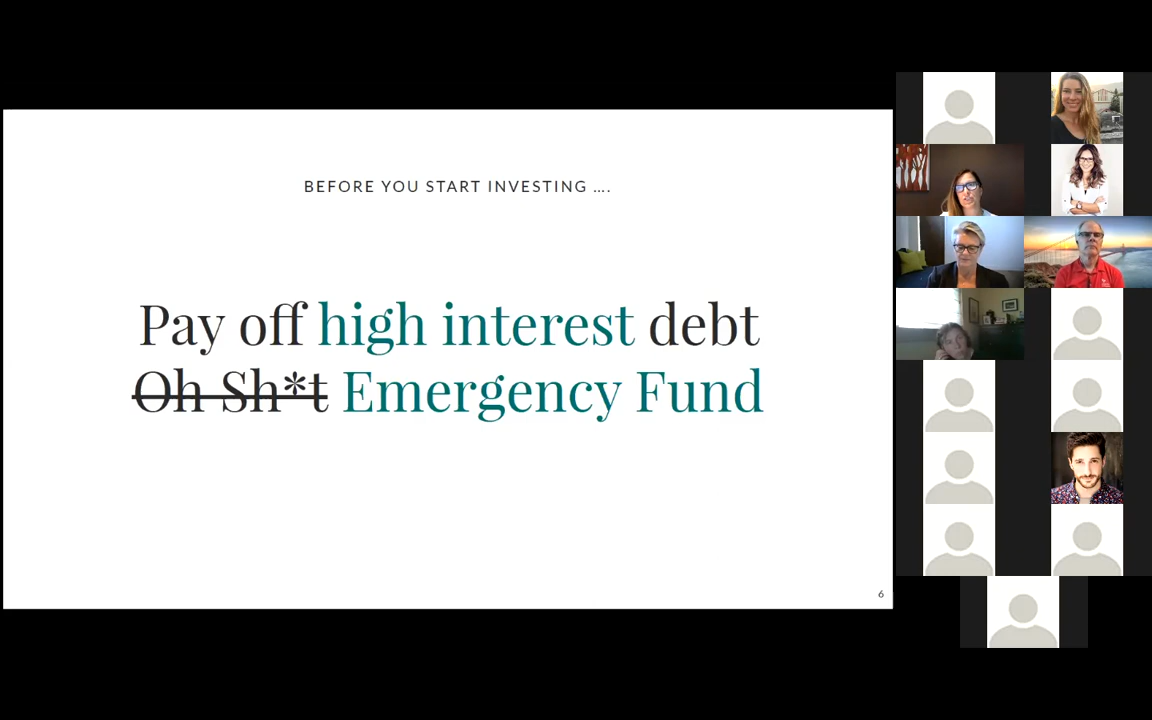 BEFORE YOU START INVESTING ....
Pay off high interest debt
Oh Sh*t Emergency Fund
6